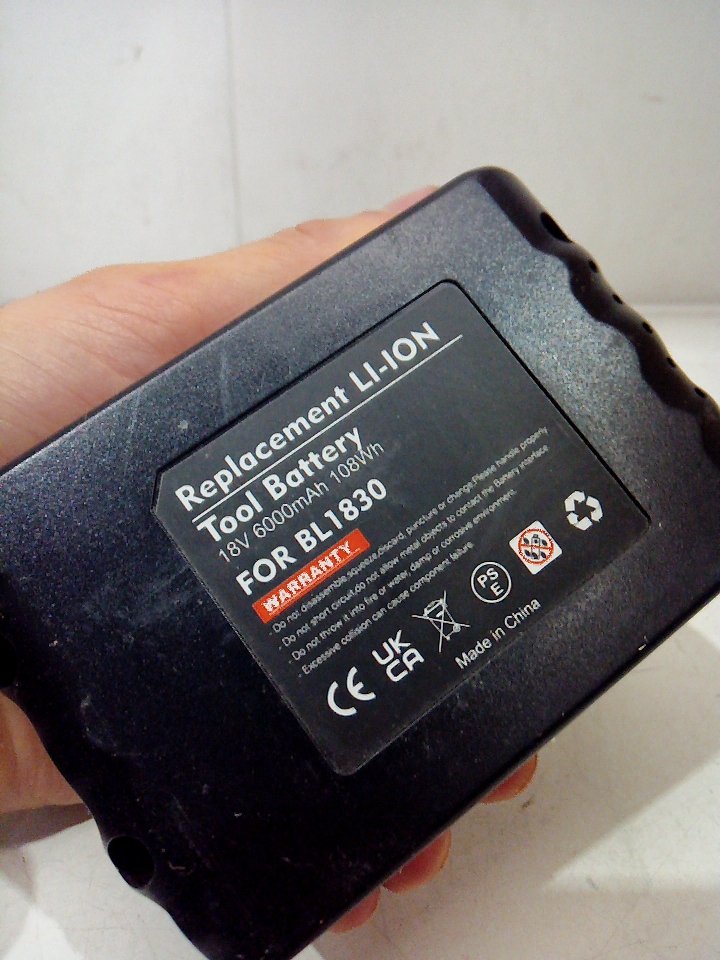 Replacement LI-ION
Tool Battery
18V 6000mAh 108Wh
FOR BL1830
WARRANTY
- Do not disassemble,squeeze,discard, puncture or change.Please handle properly
- Do not short circuit,do not allow metal objects to contact the Battery interface
- Do not throw it into fire or water, damp or corrosive environment.
- Excessive collision can cause component failure.
CE
UK
CA
PS
E
Made in China